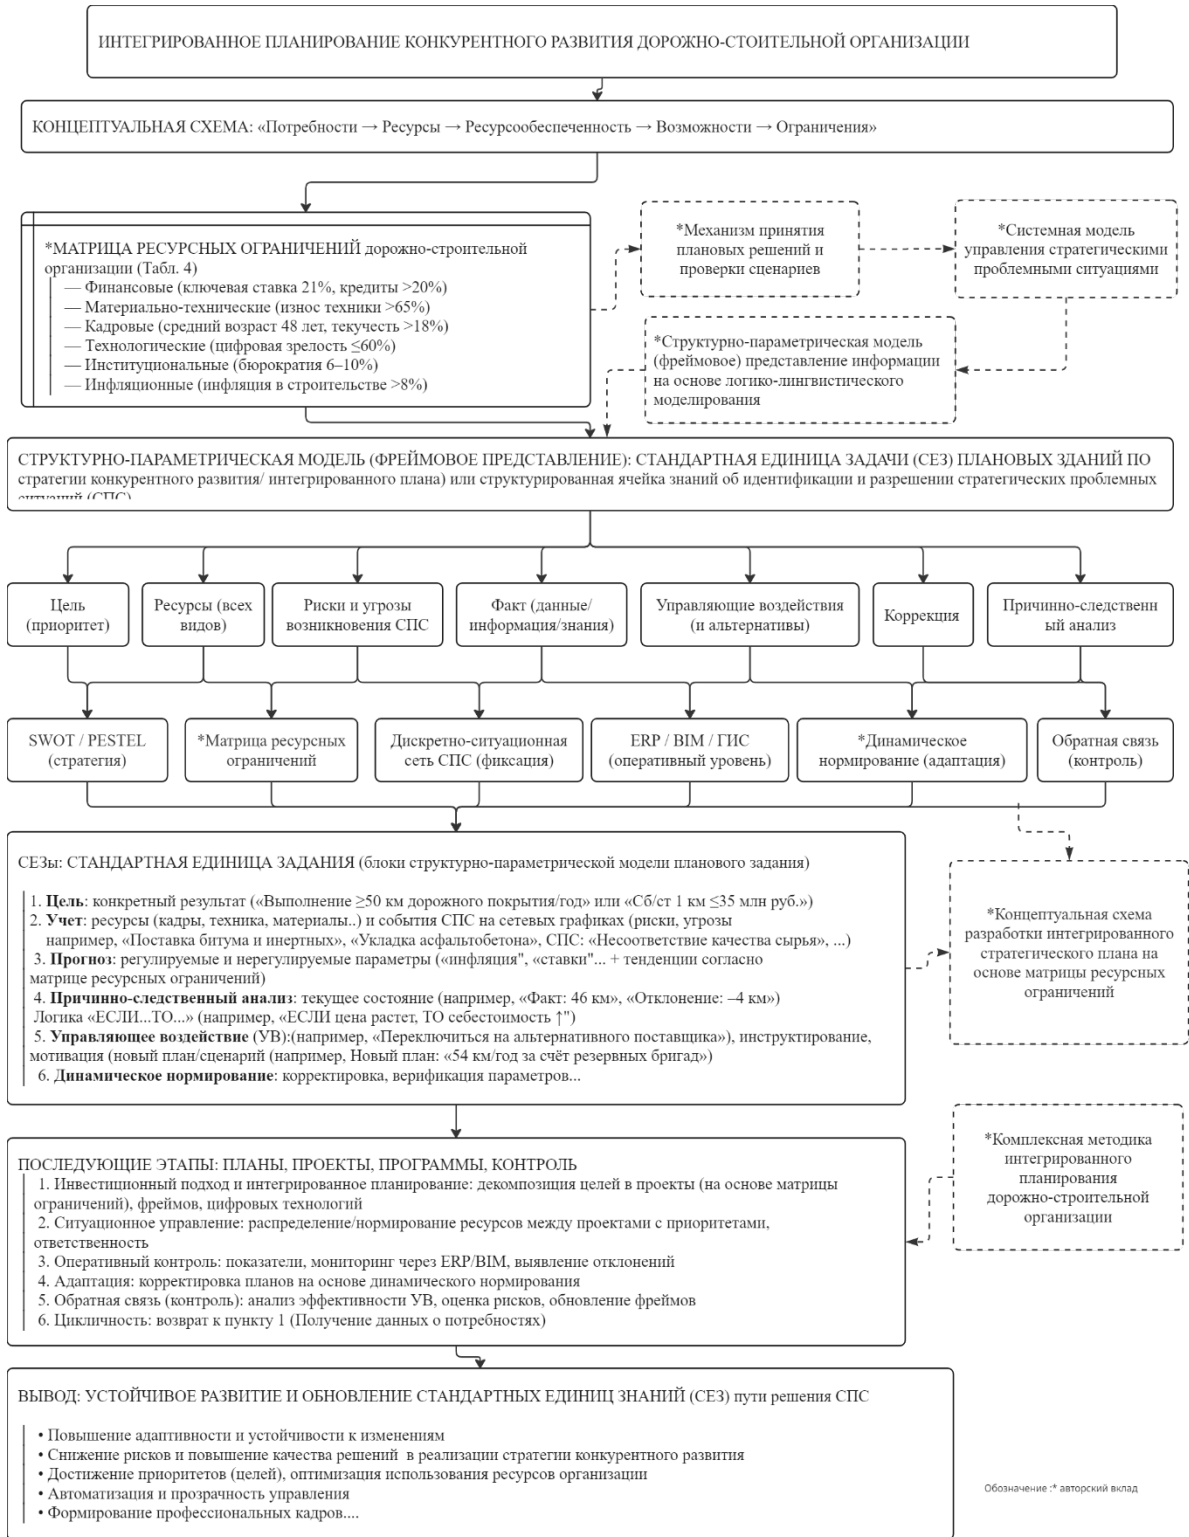 ИНТЕГРИРОВАННОЕ ПЛАНИРОВАНИЕ КОНКУРЕНТНОГО РАЗВИТИЯ ДОРОЖНО-СТОИТЕЛЬНОЙ ОРГАНИЗАЦИИ
КОНЦЕПТУАЛЬНАЯ СХЕМА: «Потребности → Ресурсы → Ресурсообеспеченность → Возможности → Ограничения»
*МАТРИЦА РЕСУРСНЫХ ОГРАНИЧЕНИЙ дорожно-строительной
организации (Табл. 4)
— Финансовые (ключевая ставка 21%, кредиты >20%)
— Материально-технические (износ техники >65%)
— Кадровые (средний возраст 48 лет, текучесть >18%)
— Технологические (цифровая зрелость ≤60%)
— Институциональные (бюрократия 6–10%)
— Инфляционные (инфляция в строительстве >8%)
*Механизм принятия
плановых решений и
проверки сценариев
*Системная модель
управления стратегическими
проблемными ситуациями
*Структурно-параметрическая модель
(фреймовое) представление информации
на основе логико-лингвистического
моделирования
СТРУКТУРНО-ПАРАМЕТРИЧЕСКАЯ МОДЕЛЬ (ФРЕЙМОВОЕ ПРЕДСТАВЛЕНИЕ): СТАНДАРТНАЯ ЕДИНИЦА ЗАДАЧИ (СЕЗ) ПЛАНОВЫХ ЗДАНИЙ ПО
стратегии конкурентного развития/ интегрированного плана) или структурированная ячейка знаний об идентификации и разрешении стратегических проблемных
ситуаций (СПС)
Цель
(приоритет)
Ресурсы (всех
видов)
Риски и угрозы
возникновения СПС
Факт (данные/
информация/знания)
Управляющие воздействия
(и альтернативы)
Коррекция
Причинно-следственн
ый анализ
SWOT / PESTEL
(стратегия)
*Матрица ресурсных
ограничений
Дискретно-ситуационная
сеть СПС (фиксация)
ERP / BIM / ГИС
(оперативный уровень)
*Динамическое
нормирование (адаптация)
Обратная связь
(контроль)
СЕЗы: СТАНДАРТНАЯ ЕДИНИЦА ЗАДАНИЯ (блоки структурно-параметрической модели планового задания)
1. Цель: конкретный результат («Выполнение ≥50 км дорожного покрытия/год» или «Сб/ст 1 км ≤35 млн руб.»)
2. Учет: ресурсы (кадры, техника, материалы..) и события СПС на сетевых графиках (риски, угрозы
например, «Поставка битума и инертных», «Укладка асфальтобетона», СПС: «Несоответствие качества сырья», ...)
3. Прогноз: регулируемые и нерегулируемые параметры («инфляция", «ставки"... + тенденции согласно
матрице ресурсных ограничений)
4. Причинно-следственный анализ: текущее состояние (например, «Факт: 46 км», «Отклонение: –4 км»)
Логика «ЕСЛИ...ТО...» (например, «ЕСЛИ цена растет, ТО себестоимость ↑")
5. Управляющее воздействие (УВ):(например, «Переключиться на альтернативного поставщика»), инструктирование,
мотивация (новый план/сценарий (например, Новый план: «54 км/год за счёт резервных бригад»)
6. Динамическое нормирование: корректировка, верификация параметров...
*Концептуальная схема
разработки интегрированного
стратегического плана на
основе матрицы ресурсных
ограничений
ПОСЛЕДУЮЩИЕ ЭТАПЫ: ПЛАНЫ, ПРОЕКТЫ, ПРОГРАММЫ, КОНТРОЛЬ
1. Инвестиционный подход и интегрированное планирование: декомпозиция целей в проекты (на основе матрицы
ограничений), фреймов, цифровых технологий
2. Ситуационное управление: распределение/нормирование ресурсов между проектами с приоритетами,
ответственность
3. Оперативный контроль: показатели, мониторинг через ERP/BIM, выявление отклонений
4. Адаптация: корректировка планов на основе динамического нормирования
5. Обратная связь (контроль): анализ эффективности УВ, оценка рисков, обновление фреймов
6. Цикличность: возврат к пункту 1 (Получение данных о потребностях)
*Комплексная методика
интегрированного
планирования
дорожно-строительной
организации
ВЫВОД: УСТОЙЧИВОЕ РАЗВИТИЕ И ОБНОВЛЕНИЕ СТАНДАРТНЫХ ЕДИНИЦ ЗНАНИЙ (СЕЗ) пути решения СПС
• Повышение адаптивности и устойчивости к изменениям
• Снижение рисков и повышение качества решений в реализации стратегии конкурентного развития
• Достижение приоритетов (целей), оптимизация использования ресурсов организации
• Автоматизация и прозрачность управления
• Формирование профессиональных кадров....
Обозначение :* авторский вклад